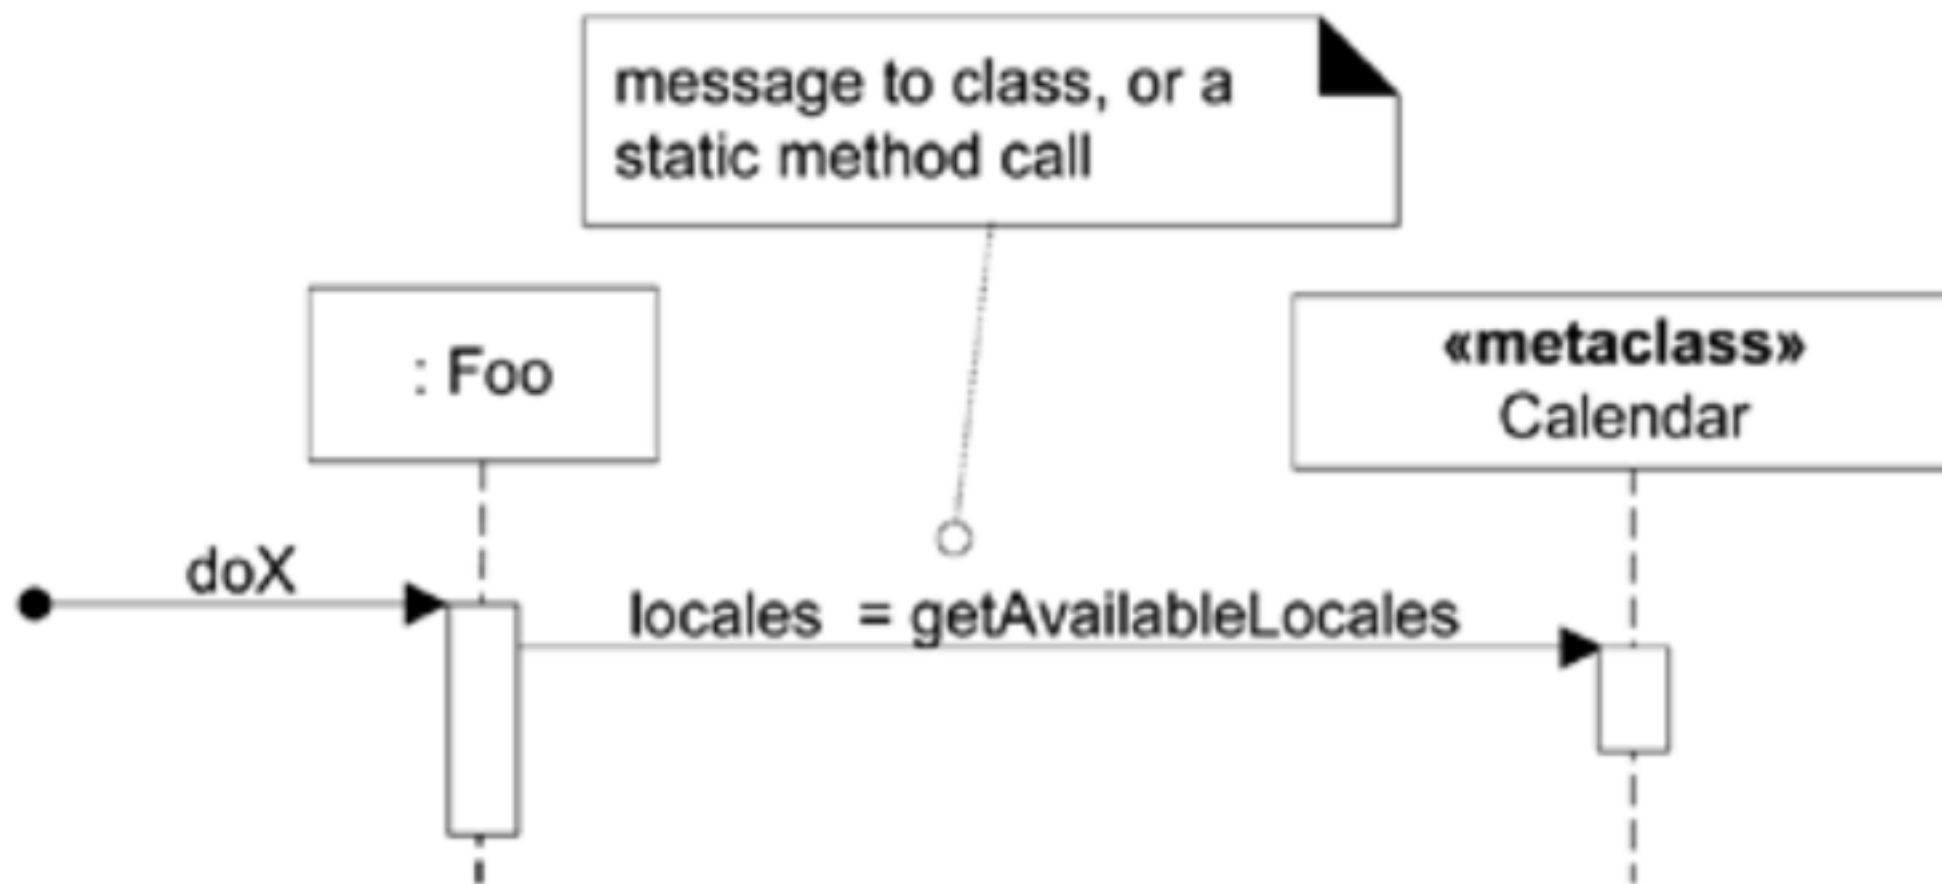 message to class, or a
static method call
: Foo
«metaclass»
Calendar
doX
locales = getAvailableLocales